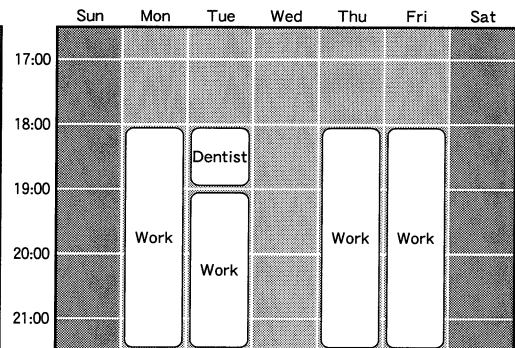 Sun Mon Tue Wed Thu Fri Sat
17:00
18:00
Dentist
19:00
Work Work Work
20:00
Work
21:00